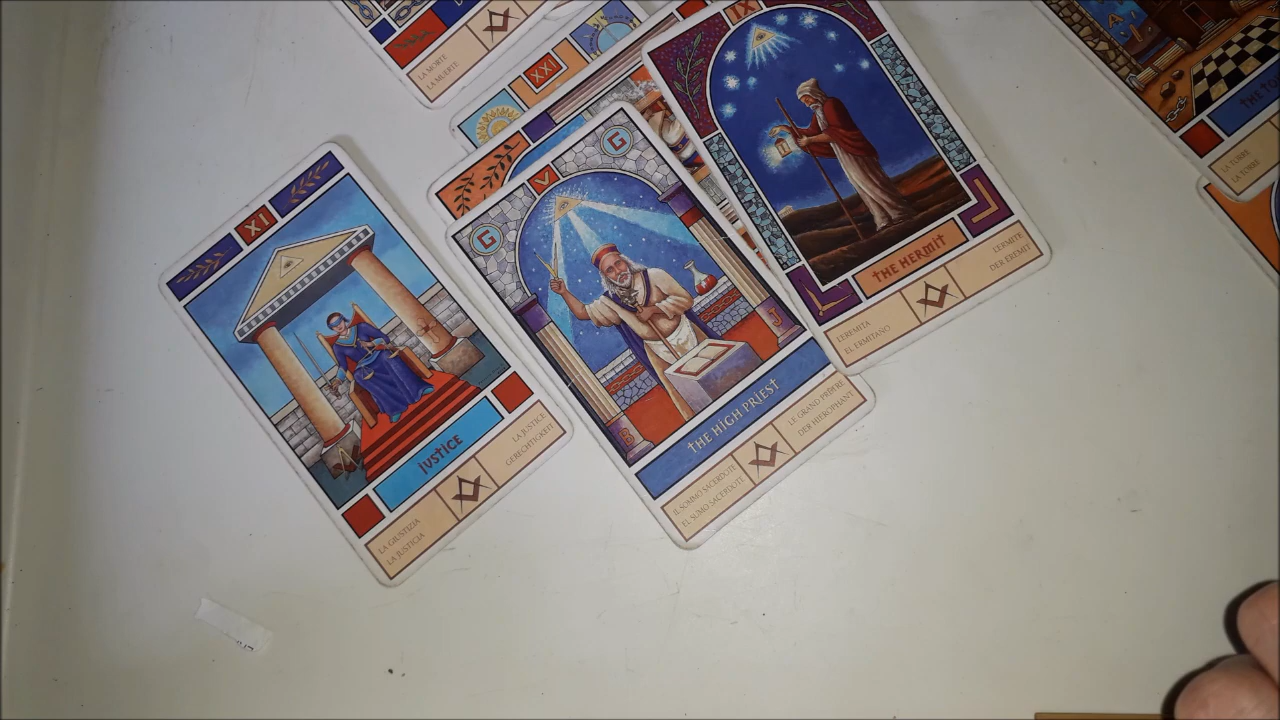 LA MORTE
LA MUERTE
XXI
IX
THE HERMIT
L'EREMITA
EL ERMITAÑO
L'ERMITE
DER EREMIT
LA TORRE
LA TORRE
V
G
G
B
J
THE HIGH PRIEST
IL SOMMO SACERDOTE
EL SUMO SACERDOTE
LE GRAND PRÊTRE
DER HIEROPHANT
XI
JUSTICE
LA GIUSTIZIA
LA JUSTICIA
LA JUSTICE
GERECHTIGKEIT